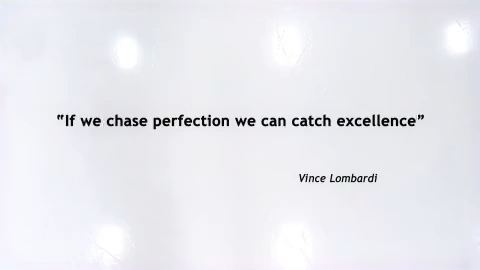 “If we chase perfection we can catch excellence”
Vince Lombardi